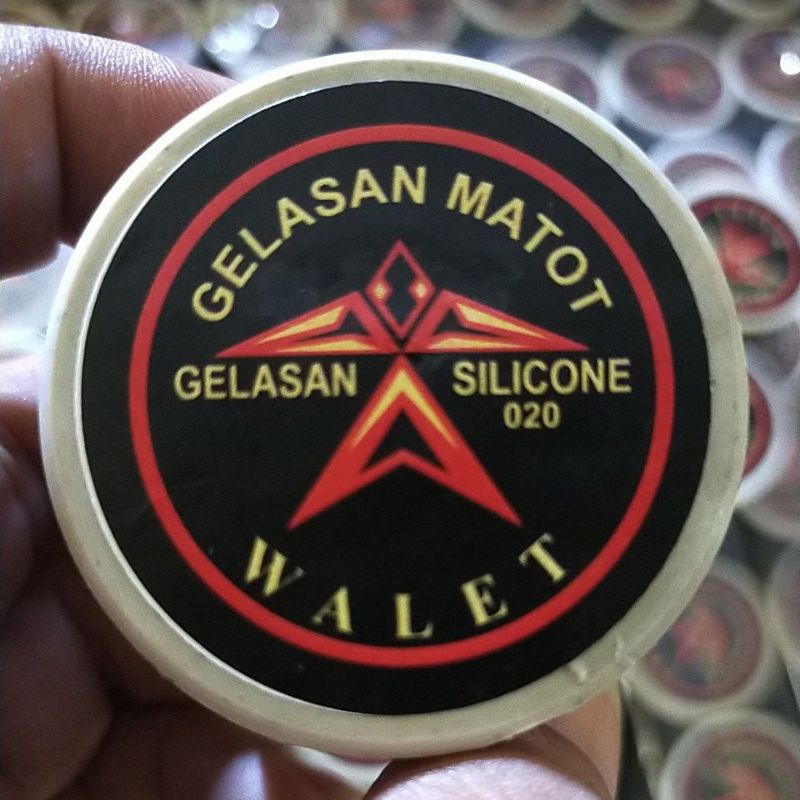 GELASAN MATOT
GELASAN SILICONE
020
WALET